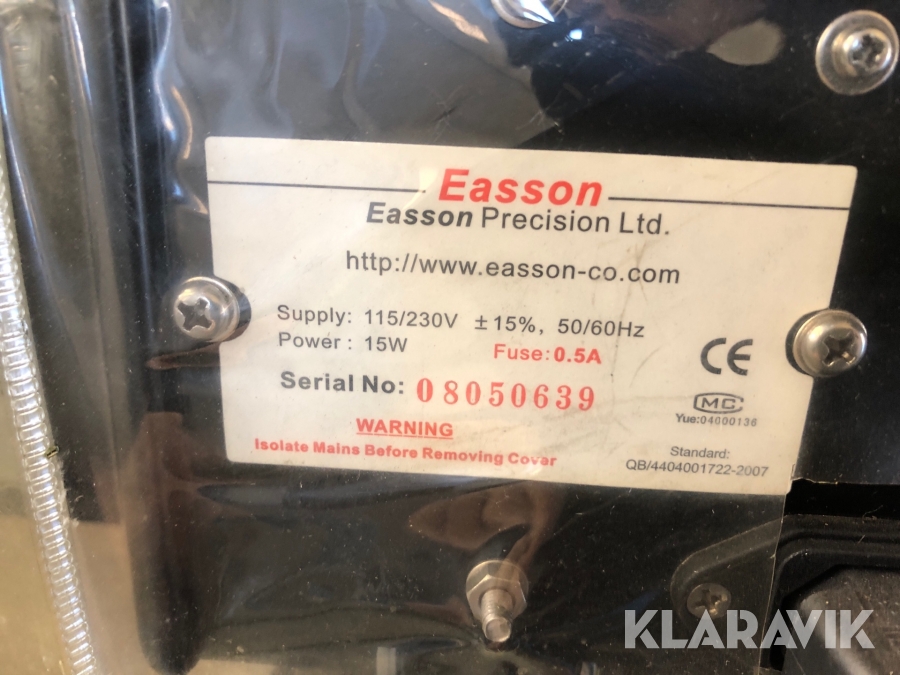 Easson
Easson Precision Ltd.
http://www.easson-co.com
Supply: 115/230V ±15%, 50/60Hz
Power : 15W Fuse: 0.5A
Serial No: 08050639
CE
MC
Yue:04000136
WARNING
Isolate Mains Before Removing Covar
Standard:
QB/4404001722-2007
KLARAVIK